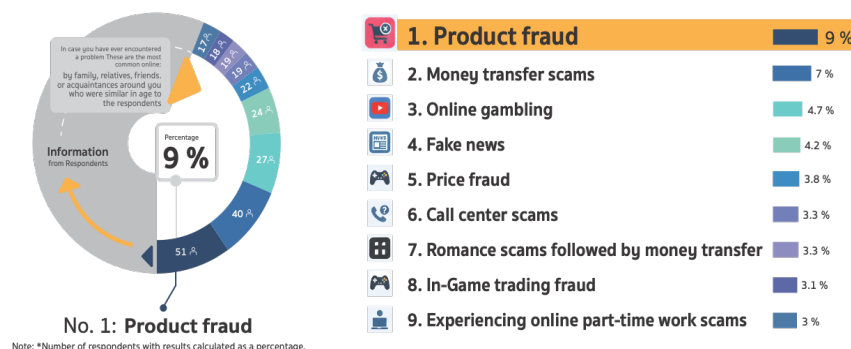 In case you have ever encountered
a problem These are the most
common online:
by family, relatives, friends.
or acquaintances around you
who were similar in age to
the respondents
Information
from Respondents
Percentage
9 %
17
18
19
19
22
24
27
40
51
No. 1: Product fraud
Note: *Number of respondents with results calculated as a percentage.
1. Product fraud 9 %
2. Money transfer scams 7 %
3. Online gambling 4.7 %
NEWS
4. Fake news 4.2 %
5. Price fraud 3.8 %
6. Call center scams 3.3 %
7. Romance scams followed by money transfer 3.3 %
8. In-Game trading fraud 3.1 %
9. Experiencing online part-time work scams 3 %